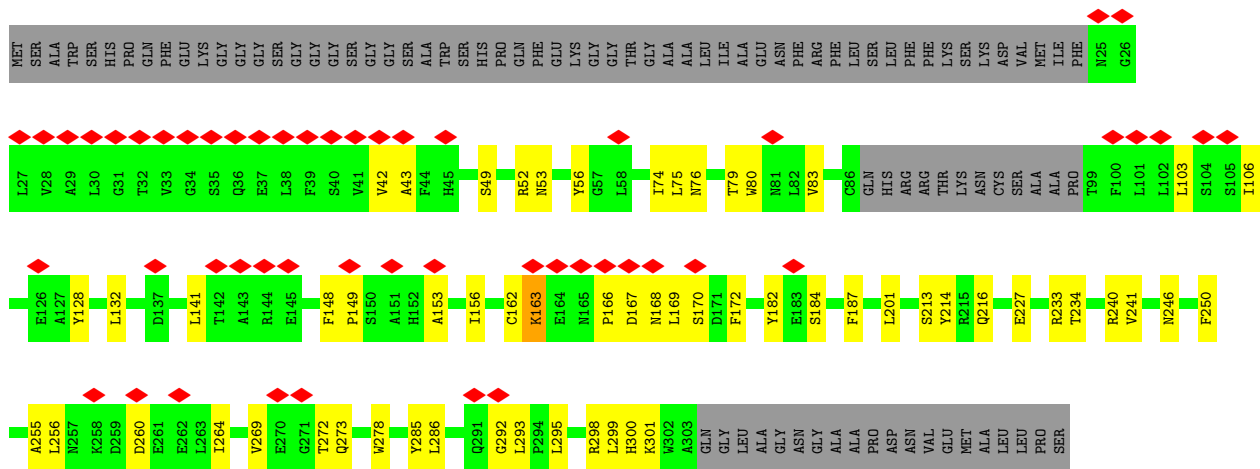 MET SER ALA TRP SER HIS PRO GLN PHE GLU LYS GLY GLY GLY SER GLY GLY GLY SER GLY GLY SER ALA TRP SER HIS PRO GLN PHE GLU LYS GLY GLY THR GLY ALA ALA LEU ILE ALA GLU ASN PHE ARG PHE LEU SER LEU PHE PHE LYS SER LYS ASP VAL MET ILE PHE N25 G26
L27 V28 A29 L30 G31 T32 V33 G34 S35 Q36 E37 L38 F39 S40 V41 V42 A43 F44 H45 S49 R52 N53 Y56 G57 L58 I74 L75 N76 T79 W80 N81 L82 V83 C86 GLN HIS ARG ARG THR LYS ASN CYS SER ALA ALA PRO T99 F100 L101 L102 L103 S104 S105 I106
E126 A127 Y128 L132 D137 L141 T142 A143 R144 E145 F148 P149 S150 A151 H152 A153 I156 C162 K163 E164 N165 P166 D167 N168 L169 S170 D171 F172 Y182 E183 S184 F187 L201 S213 Y214 R215 Q216 E227 R233 T234 R240 V241 N246 F250
A255 L256 N257 K258 D259 D260 E261 E262 L263 I264 V269 E270 G271 T272 Q273 W278 Y285 L286 Q291 G292 L293 P294 L295 R298 L299 H300 K301 W302 A303 GLN GLY LEU ALA GLY ASN GLY ALA ALA PRO ASP ASN VAL GLU MET ALA LEU LEU PRO SER